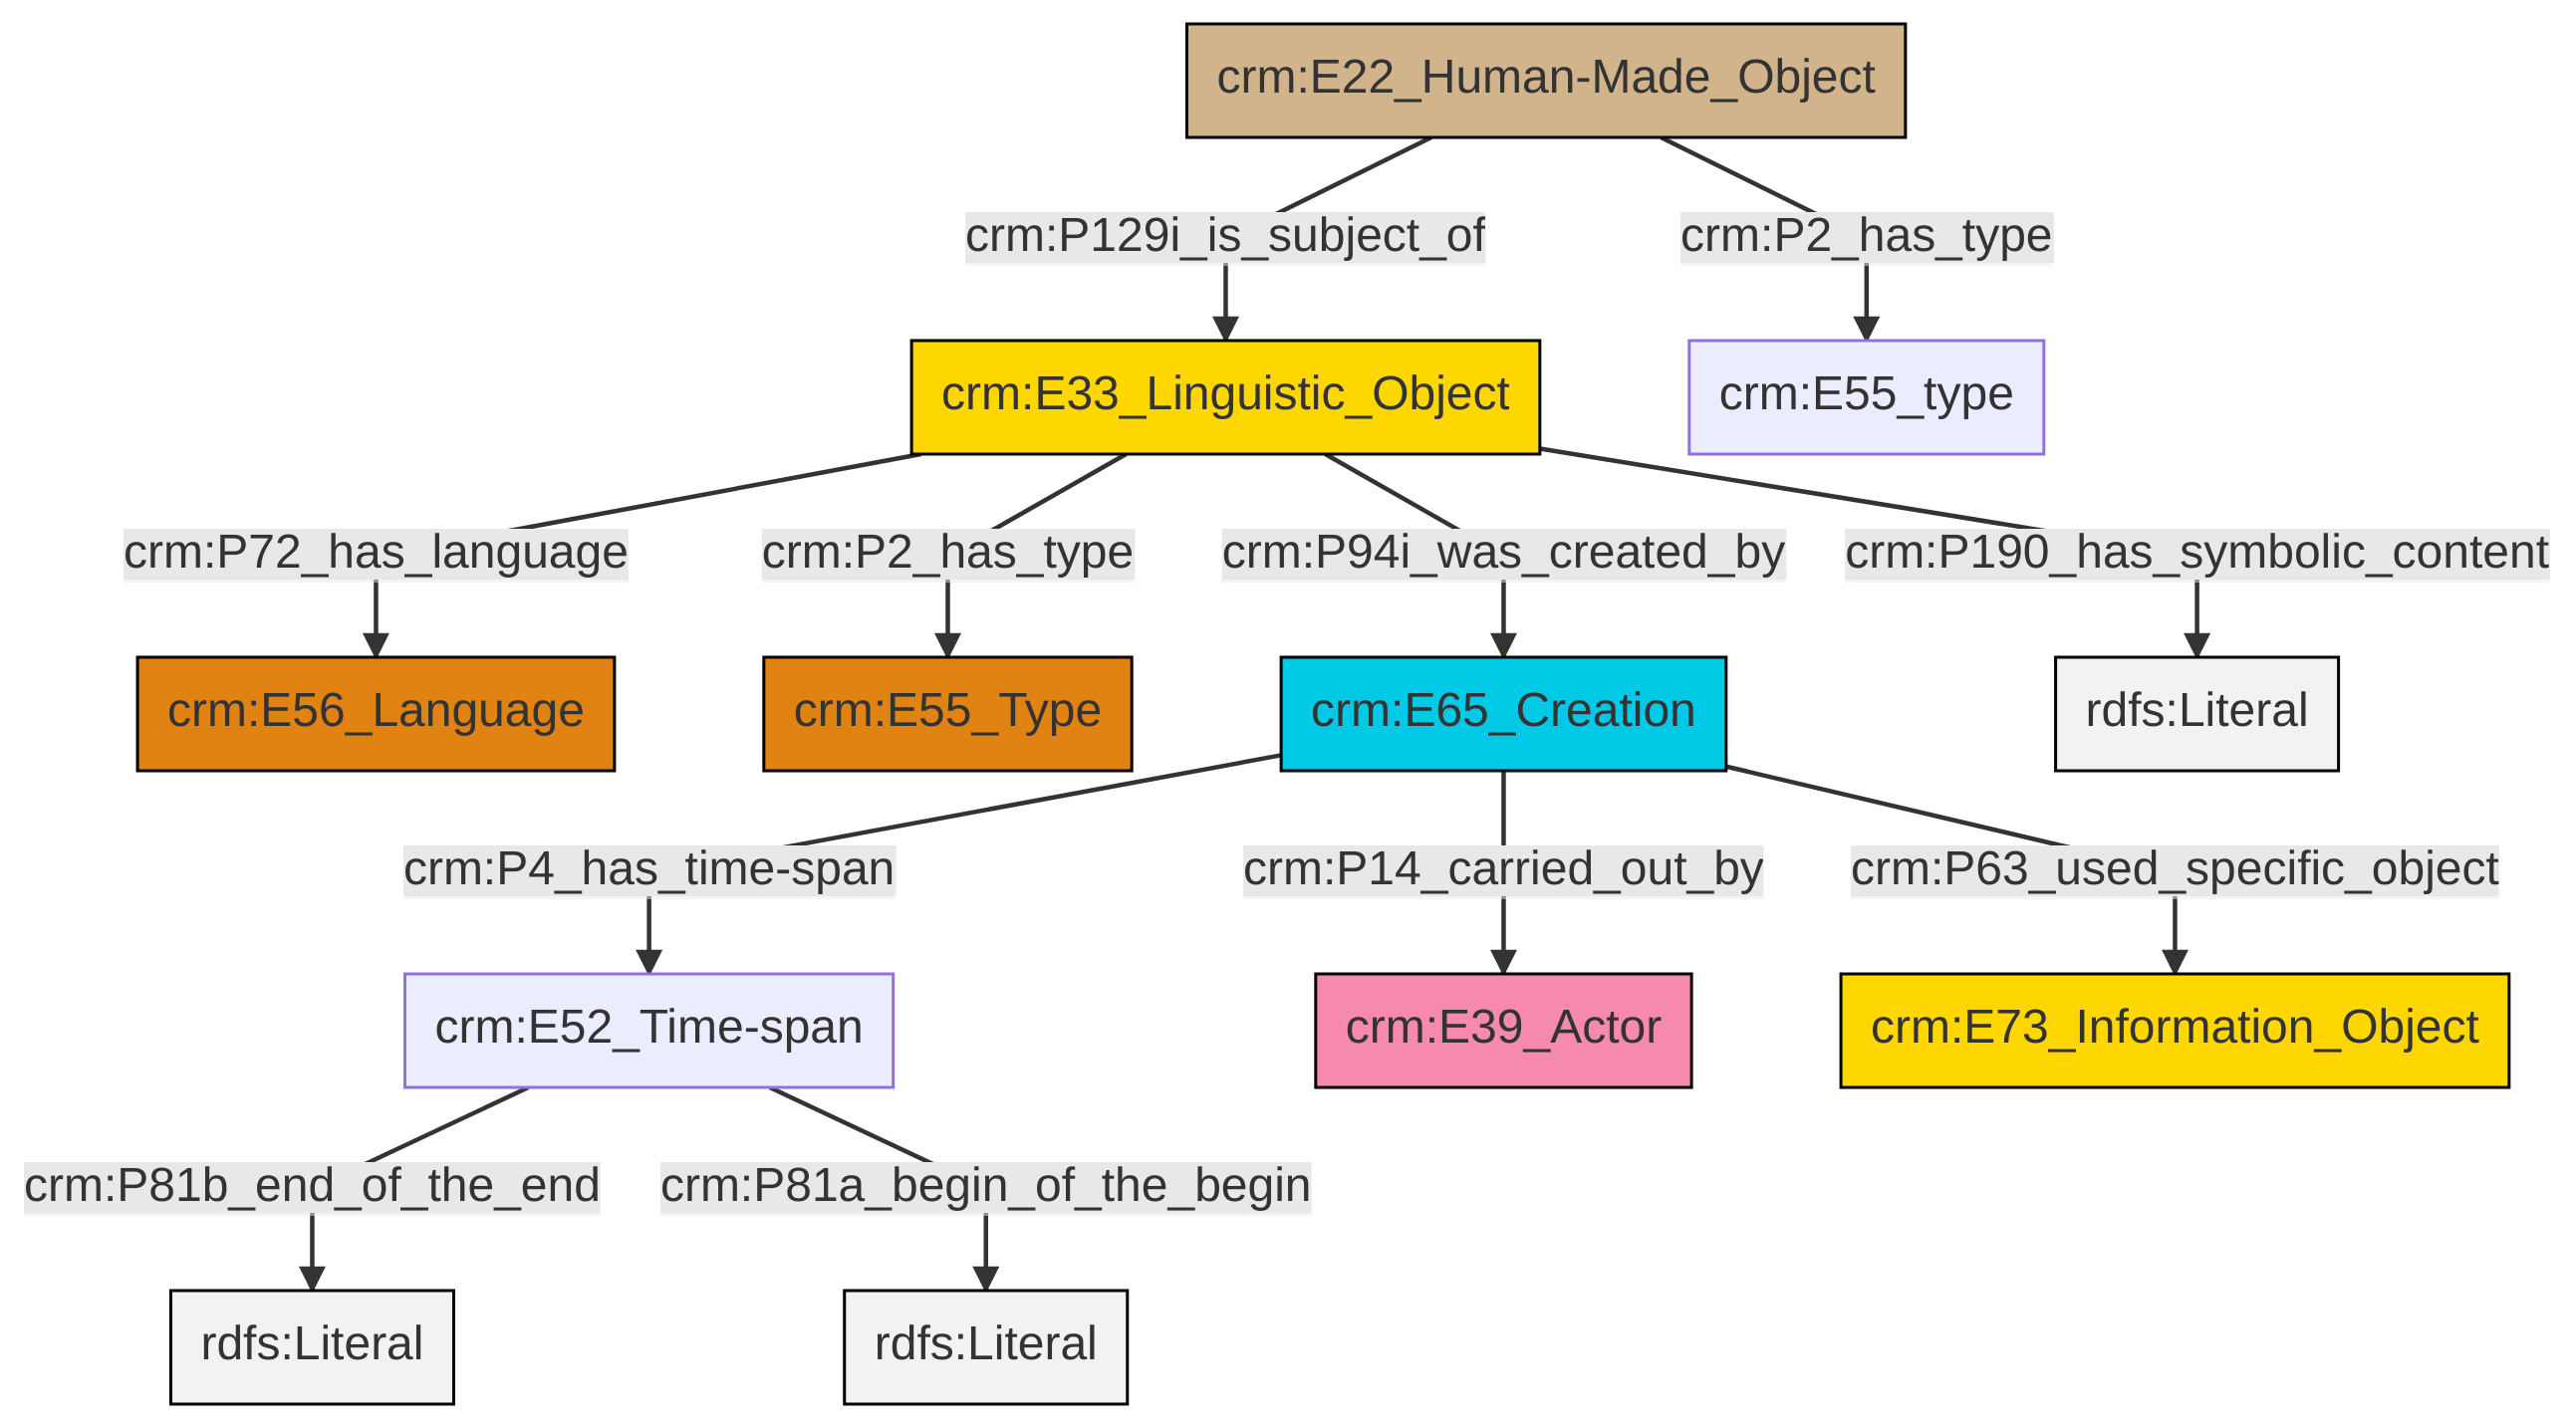 crm:E22_Human-Made_Object
crm:P129i_is_subject_of
crm:P2_has_type
crm:E33_Linguistic_Object
crm:E55_type
crm:P72_has_language
crm:P2_has_type
crm:P94i_was_created_by
crm:P190_has_symbolic_content
crm:E56_Language
crm:E55_Type
crm:E65_Creation
rdfs:Literal
crm:P4_has_time-span
crm:P14_carried_out_by
crm:P63_used_specific_object
crm:E52_Time-span
crm:E39_Actor
crm:E73_Information_Object
crm:P81b_end_of_the_end
crm:P81a_begin_of_the_begin
rdfs:Literal
rdfs:Literal